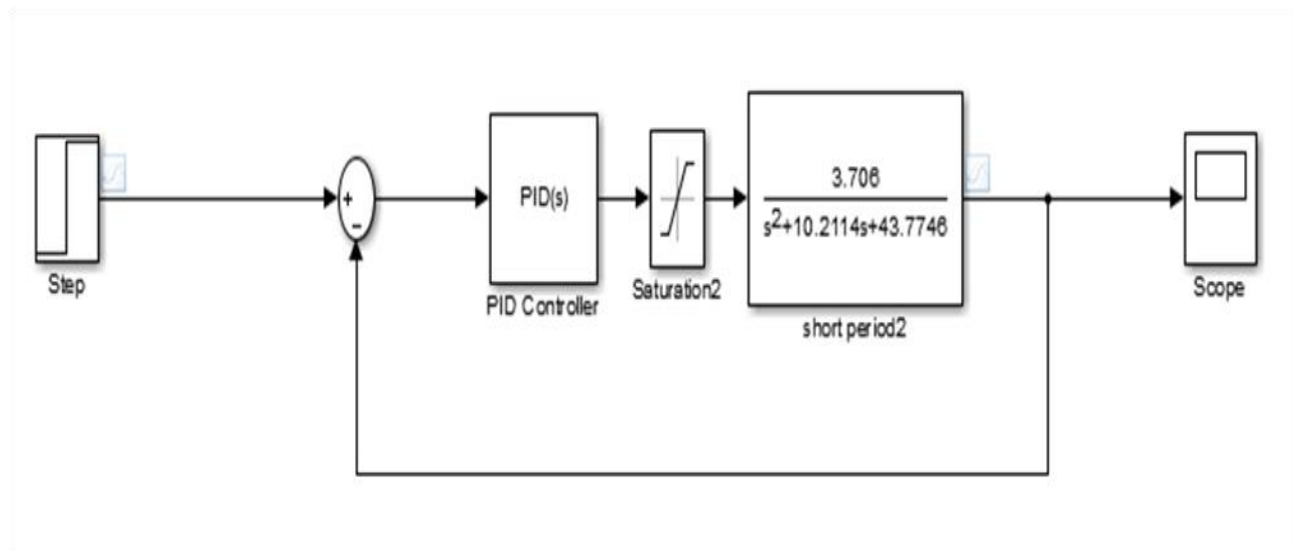 Step
+
−
PID(s)
PID Controller
Saturation2
3.706
s2+10.2114s+43.7746
short period2
Scope